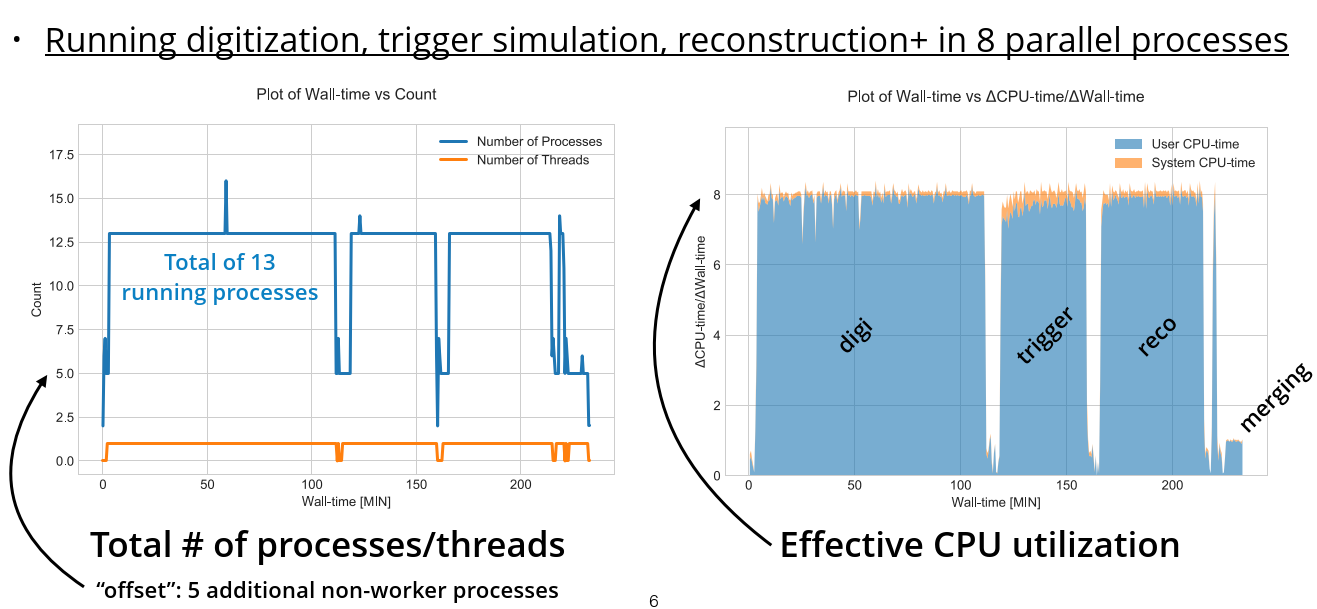 • Running digitization, trigger simulation, reconstruction+ in 8 parallel processes
Plot of Wall-time vs Count
Number of Processes
Number of Threads
17.5
15.0
12.5
10.0
7.5
5.0
2.5
0.0
Count
Total of 13
running processes
0
50
100
150
200
Wall-time [MIN]
Total # of processes/threads
“offset”: 5 additional non-worker processes
Plot of Wall-time vs ΔCPU-time/ΔWall-time
User CPU-time
System CPU-time
8
6
4
2
0
ΔCPU-time/ΔWall-time
digi
trigger
reco
merging
0
50
100
150
200
Wall-time [MIN]
Effective CPU utilization
6